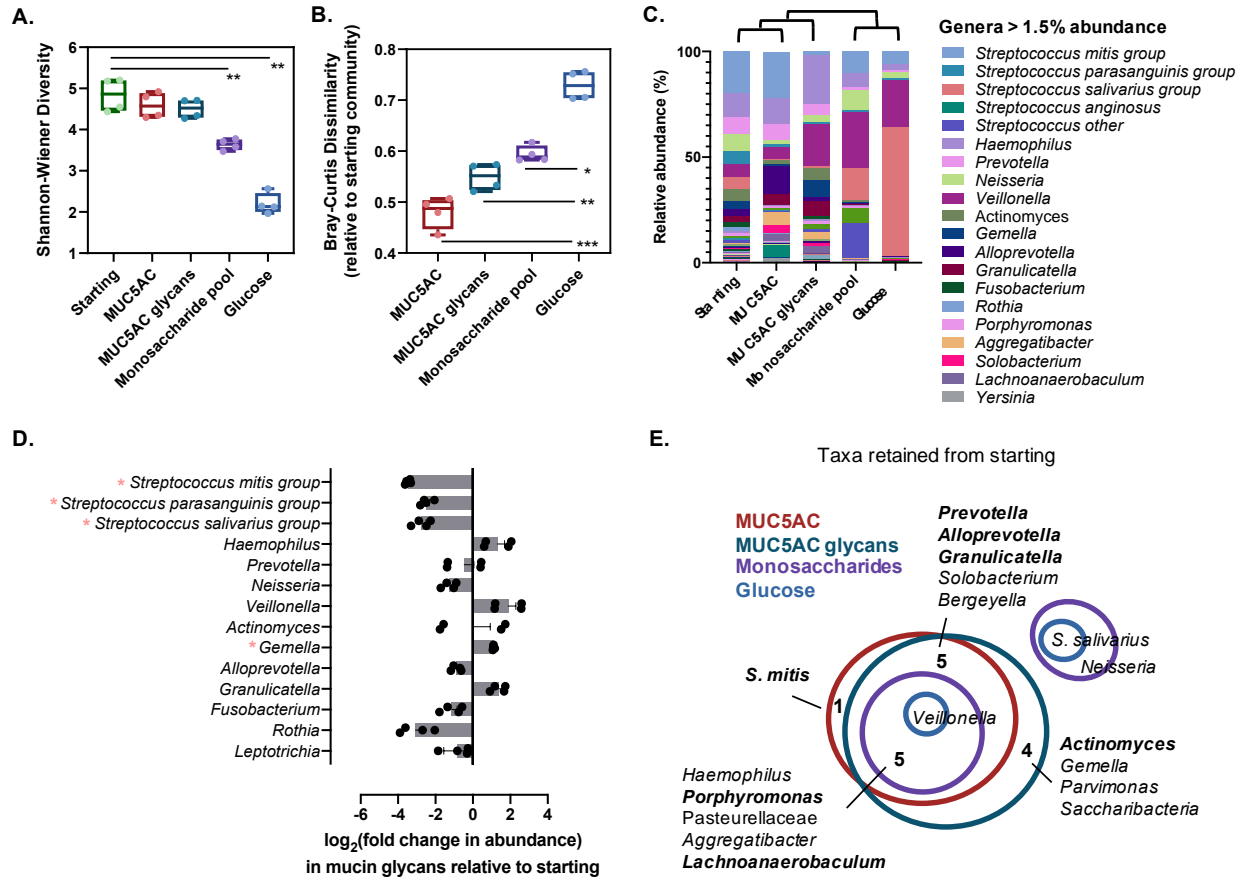 A.
Shannon-Wiener Diversity
6
5
4
3
2
1
**
**
Starting
MUC5AC
MUC5AC glycans
Monosaccharide pool
Glucose
B.
Bray-Curtis Dissimilarity
(relative to starting community)
0.8
0.7
0.6
0.5
0.4
*
**
***
MUC5AC
MUC5AC glycans
Monosaccharide pool
Glucose
C.
Relative abundance (%)
100
50
0
Starting
MJ C5AC
MJ C5AC glycans
Mo nosaccharide pool
Glucose
Genera > 1.5% abundance
Streptococcus mitis group
Streptococcus parasanguinis group
Streptococcus salivarius group
Streptococcus anginosus
Streptococcus other
Haemophilus
Prevotella
Neisseria
Veillonella
Actinomyces
Gemella
Alloprevotella
Granulicatella
Fusobacterium
Rothia
Porphyromonas
Aggregatibacter
Solobacterium
Lachnoanaerobaculum
Yersinia
D.
* Streptococcus mitis group
* Streptococcus parasanguinis group
* Streptococcus salivarius group
Haemophilus
Prevotella
Neisseria
Veillonella
Actinomyces
* Gemella
Alloprevotella
Granulicatella
Fusobacterium
Rothia
Leptotrichia
-6 -4 -2 0 2 4
log2(fold change in abundance)
in mucin glycans relative to starting
E.
Taxa retained from starting
MUC5AC
MUC5AC glycans
Monosaccharides
Glucose
Prevotella
Alloprevotella
Granulicatella
Solobacterium
Bergeyella
S. salivarius
Neisseria
S. mitis
1
5
Veillonella
5
4
Actinomyces
Gemella
Parvimonas
Saccharibacteria
Haemophilus
Porphyromonas
Pasteurellaceae
Aggregatibacter
Lachnoanaerobaculum